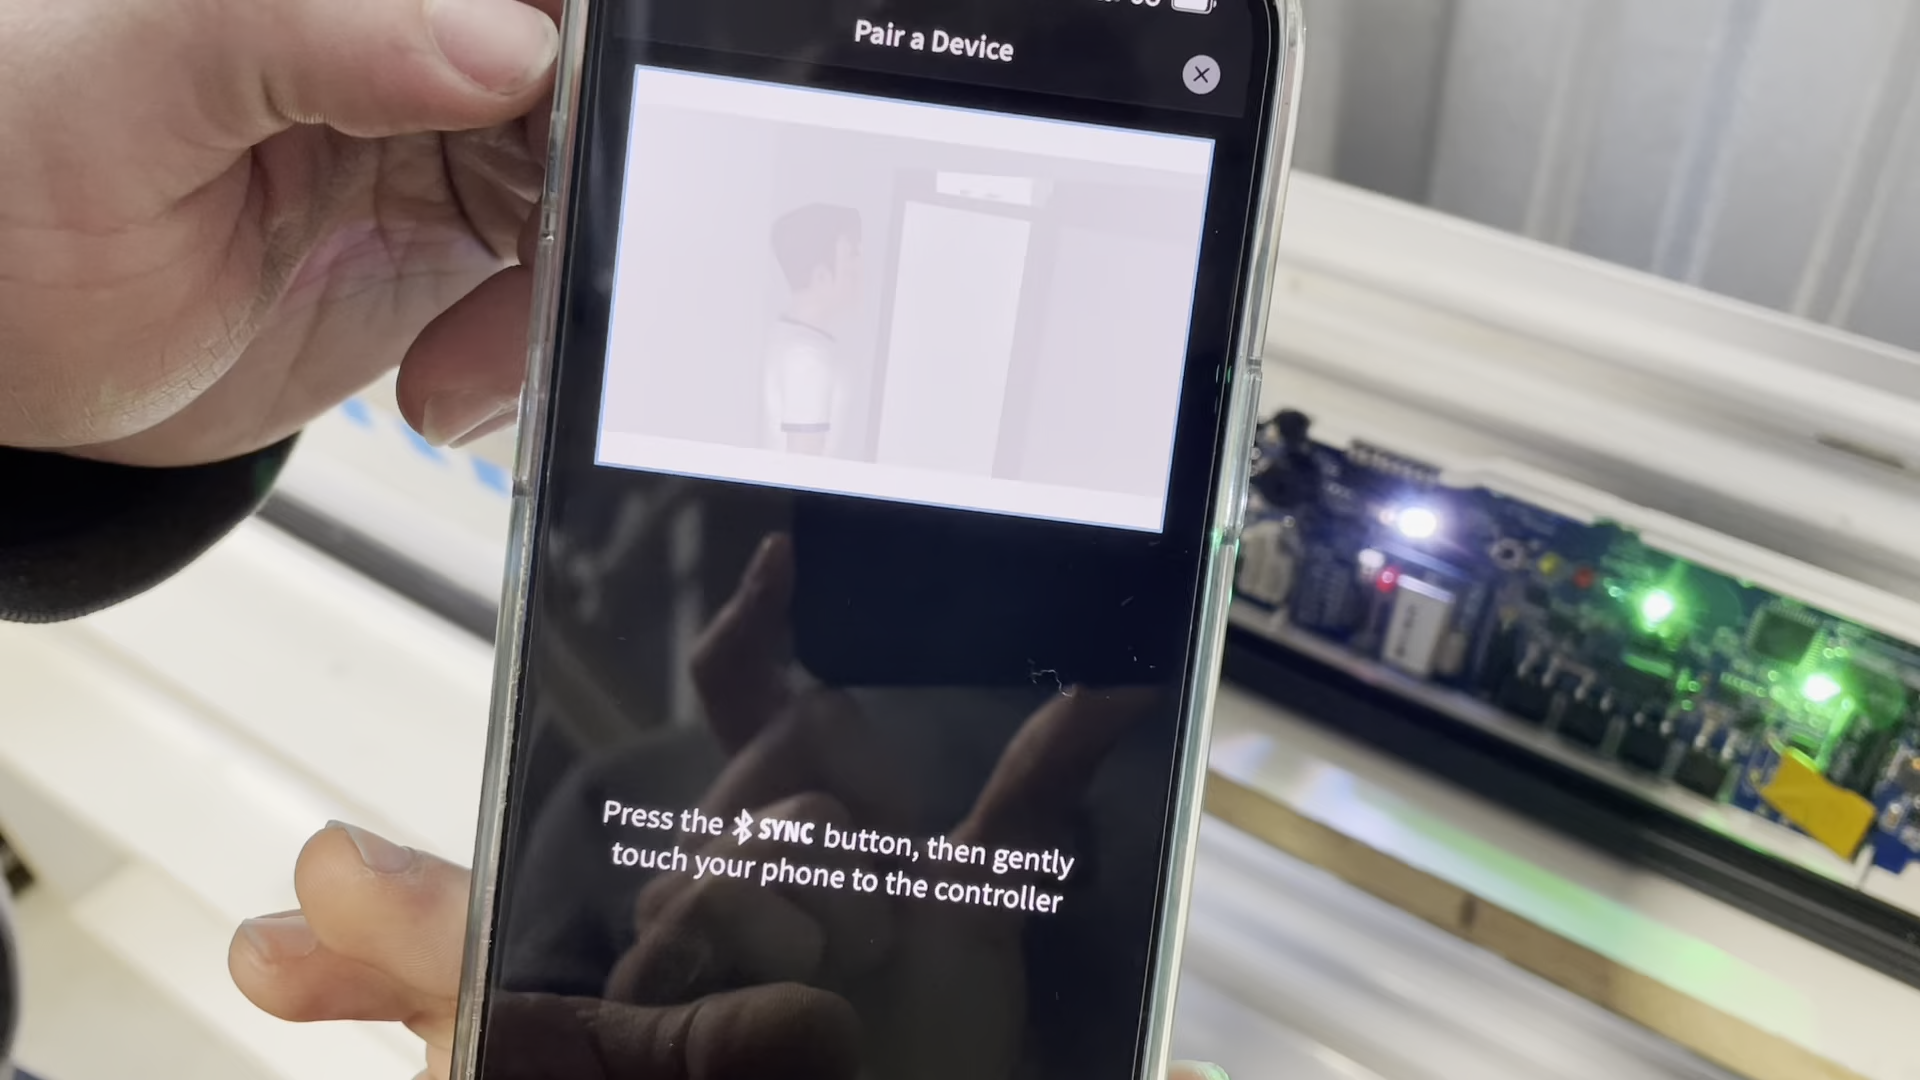 Pair a Device
Press the SYNC button, then gently
touch your phone to the controller